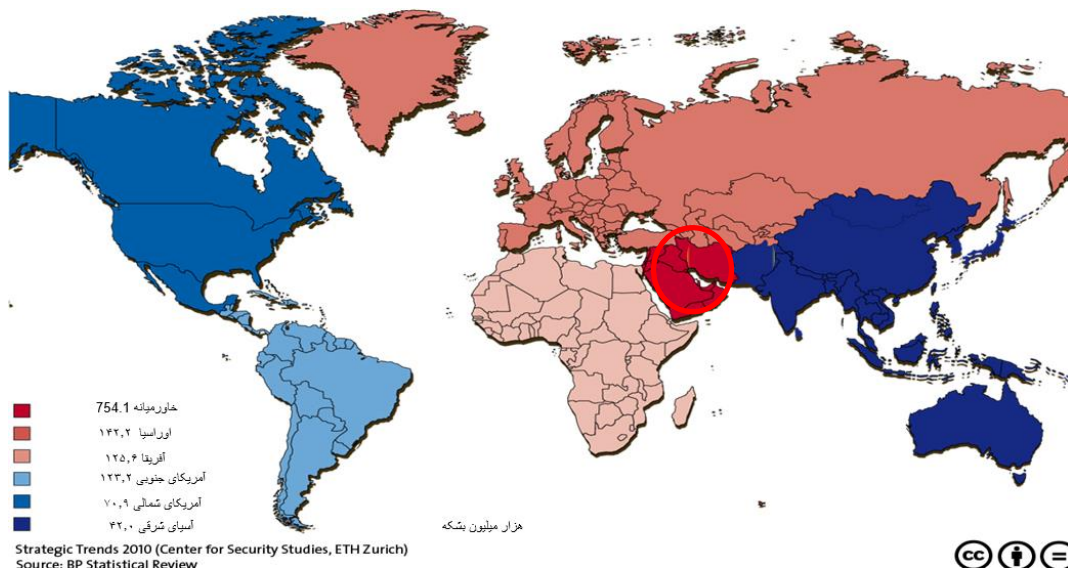 خاورمیانه 754.1
اوراسیا ۱۴۲,۲
آفریقا ۱۲۵,۶
آمریکای جنوبی ۱۲۳,۲
آمریکای شمالی ۷۰,۹
آسیای شرقی ۴۲,۰
هزار میلیون بشکه
Strategic Trends 2010 (Center for Security Studies, ETH Zurich)
Source: BP Statistical Review
cc